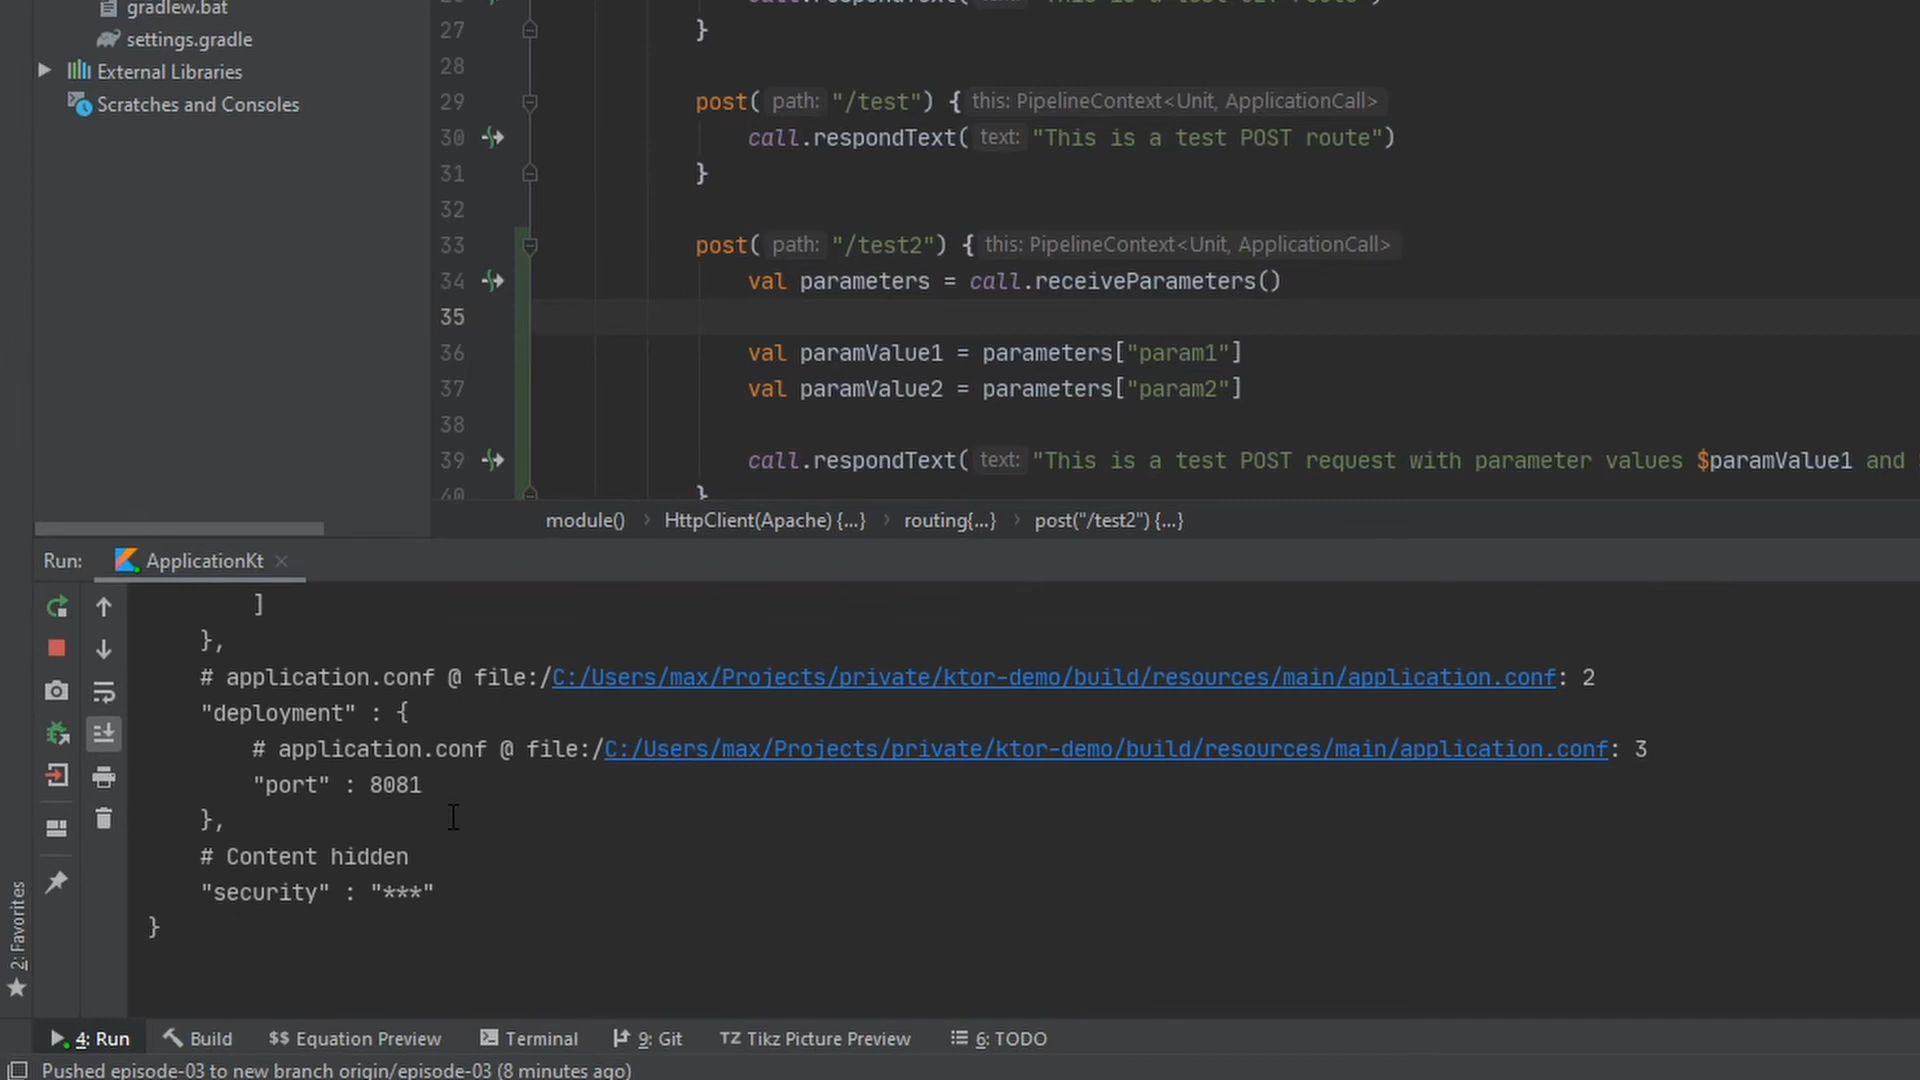 gradlew.bat
settings.gradle
External Libraries
Scratches and Consoles
27 }
28
29 post( path: "/test") { this: PipelineContext<Unit, ApplicationCall>
30 call.respondText( text: "This is a test POST route")
31 }
32
33 post( path: "/test2") { this: PipelineContext<Unit, ApplicationCall>
34 val parameters = call.receiveParameters()
35
36 val paramValue1 = parameters["param1"]
37 val paramValue2 = parameters["param2"]
38
39 call.respondText( text: "This is a test POST request with parameter values $paramValue1 and
40 }
module() › HttpClient(Apache) {...} › routing{...} › post("/test2") {...}
Run: ApplicationKt
]
},
# application.conf @ file:/C:/Users/max/Projects/private/ktor-demo/build/resources/main/application.conf: 2
"deployment" : {
# application.conf @ file:/C:/Users/max/Projects/private/ktor-demo/build/resources/main/application.conf: 3
"port" : 8081
},
# Content hidden
"security" : "***"
}
2: Favorites
4: Run Build $$ Equation Preview Terminal 9: Git TZ Tikz Picture Preview 6: TODO
Pushed episode-03 to new branch origin/episode-03 (8 minutes ago)